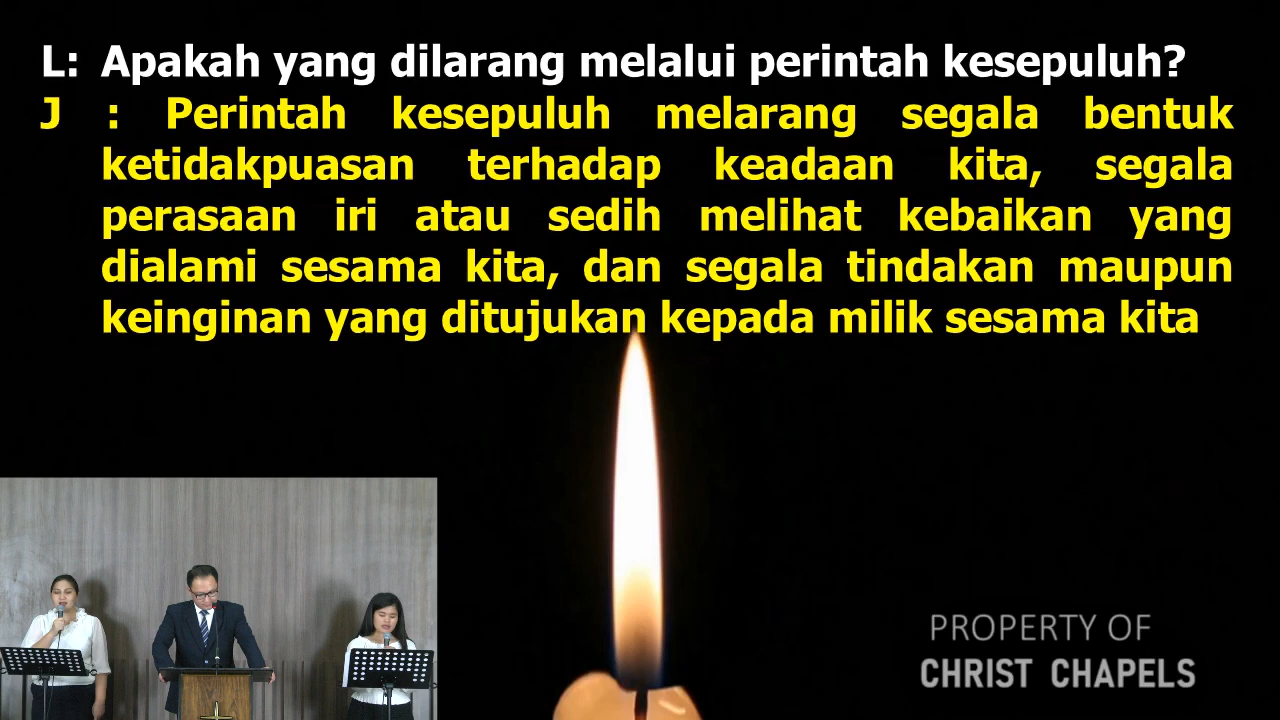 L: Apakah yang dilarang melalui perintah kesepuluh?
J : Perintah kesepuluh melarang segala bentuk
ketidakpuasan terhadap keadaan kita, segala
perasaan iri atau sedih melihat kebaikan yang
dialami sesama kita, dan segala tindakan maupun
keinginan yang ditujukan kepada milik sesama kita
PROPERTY OF
CHRIST CHAPELS